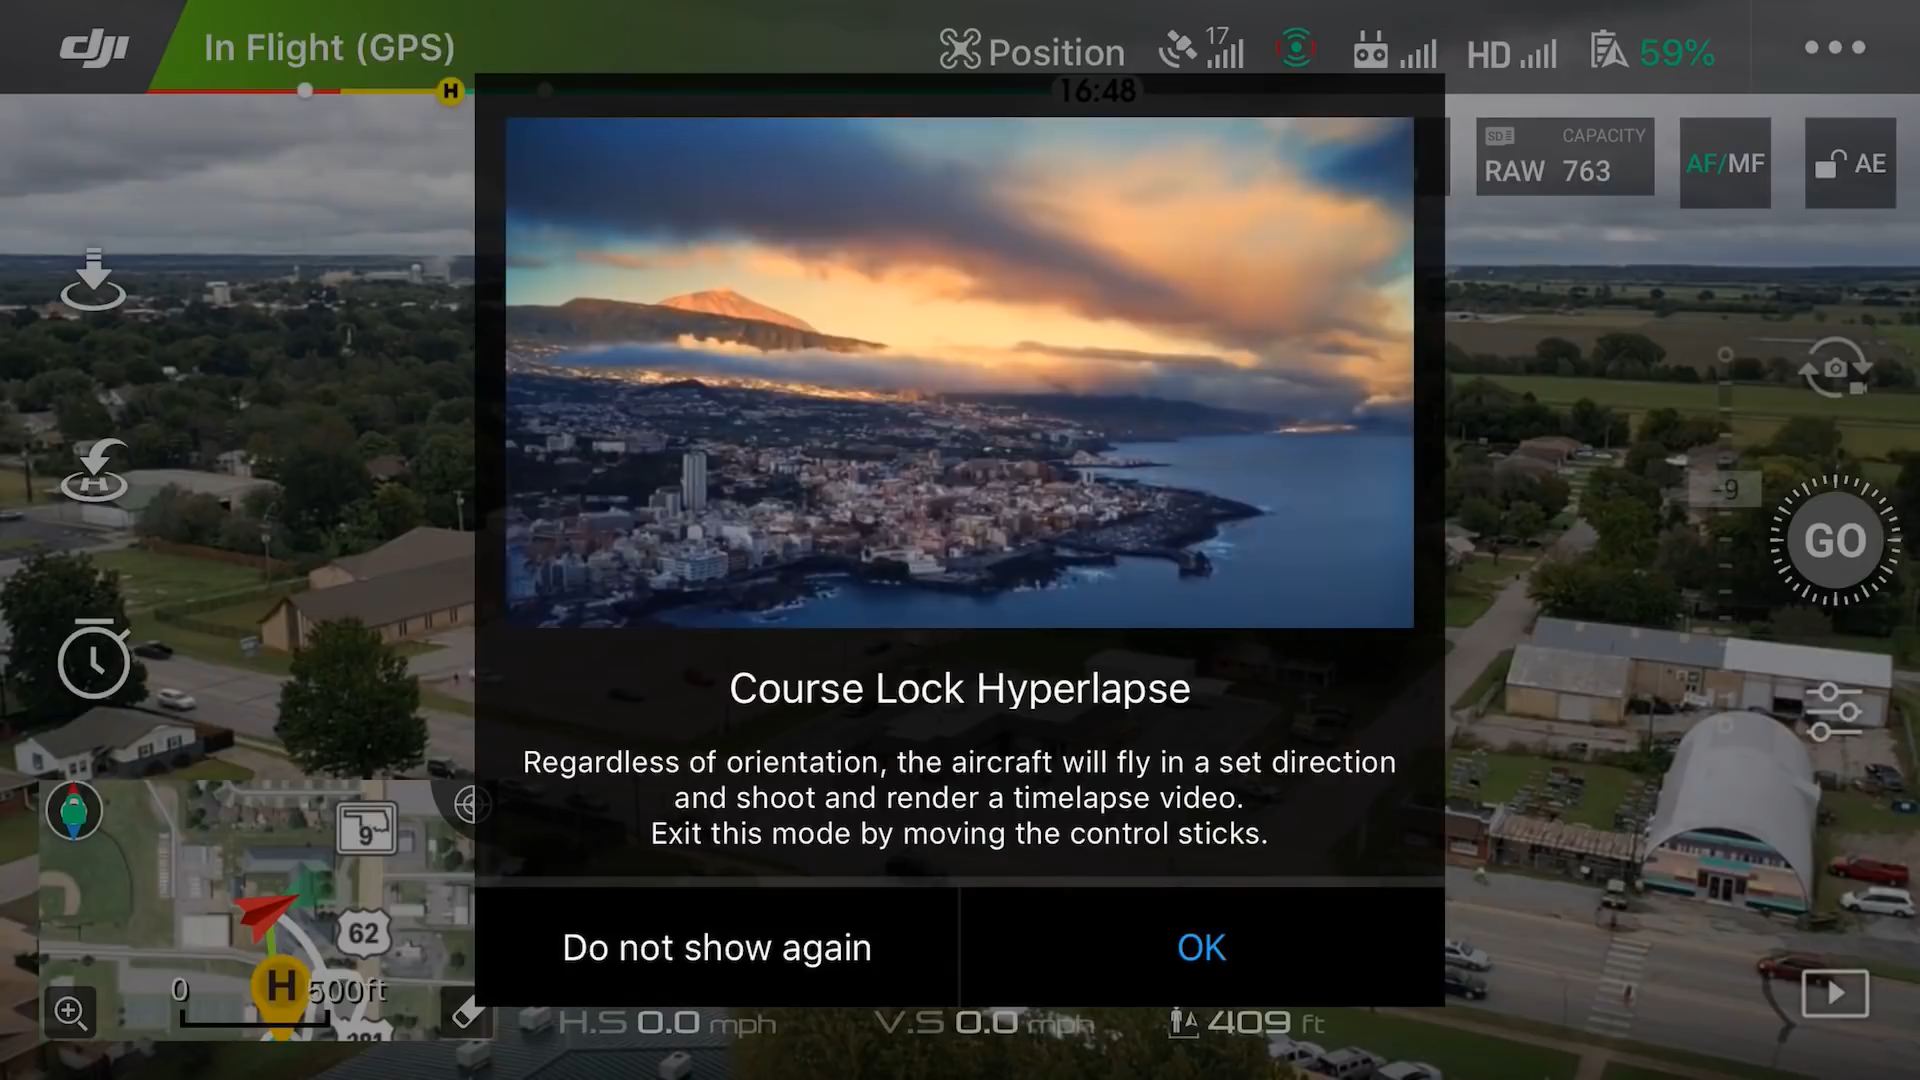 dji
In Flight (GPS)
Position
17
HD
59%
H
16:48
SD
CAPACITY
RAW 763
AF/MF
AE
-9
GO
Course Lock Hyperlapse
Regardless of orientation, the aircraft will fly in a set direction
and shoot and render a timelapse video.
Exit this mode by moving the control sticks.
Do not show again
OK
H
9
62
H
0
500ft
281
H.S 0.0 mph
V.S 0.0 mph
409 ft